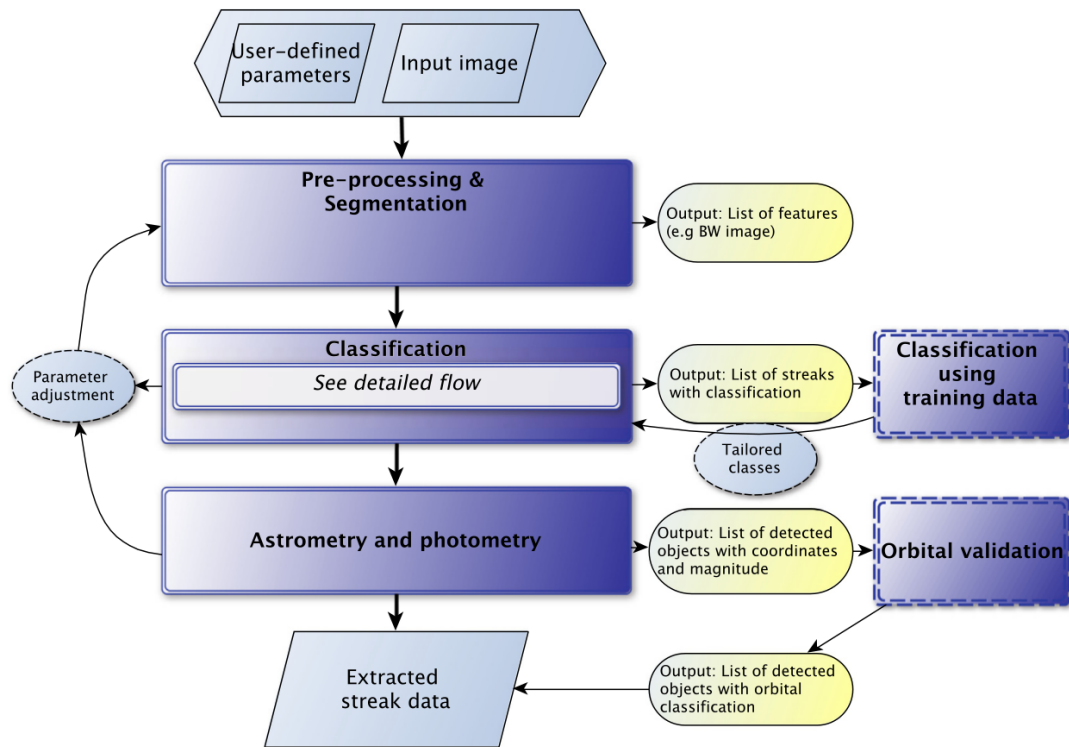 User-defined
parameters
Input image
Pre-processing &
Segmentation
Output: List of features
(e.g BW image)
Classification
See detailed flow
Parameter
adjustment
Output: List of streaks
with classification
Classification
using
training data
Tailored
classes
Astrometry and photometry
Output: List of detected
objects with coordinates
and magnitude
Orbital validation
Extracted
streak data
Output: List of detected
objects with orbital
classification